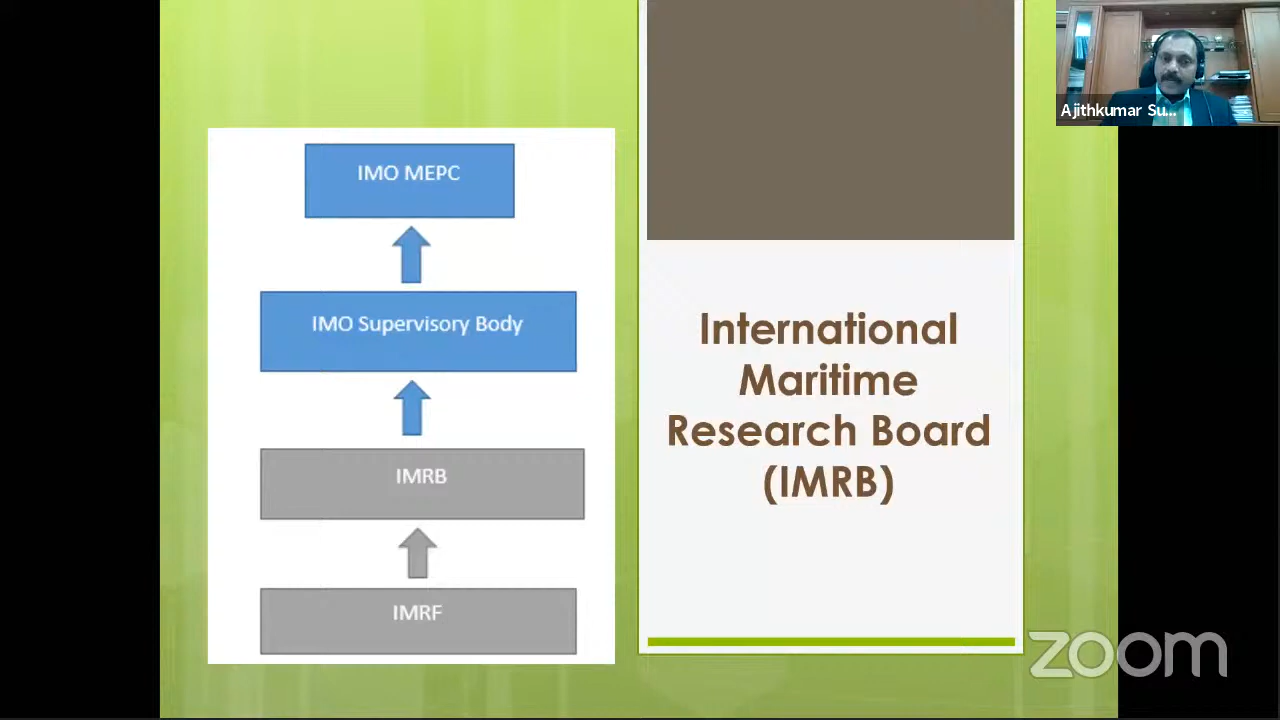 IMO MEPC
IMO Supervisory Body
IMRB
IMRF
International
Maritime
Research Board
(IMRB)
Ajithkumar Su...
zoom